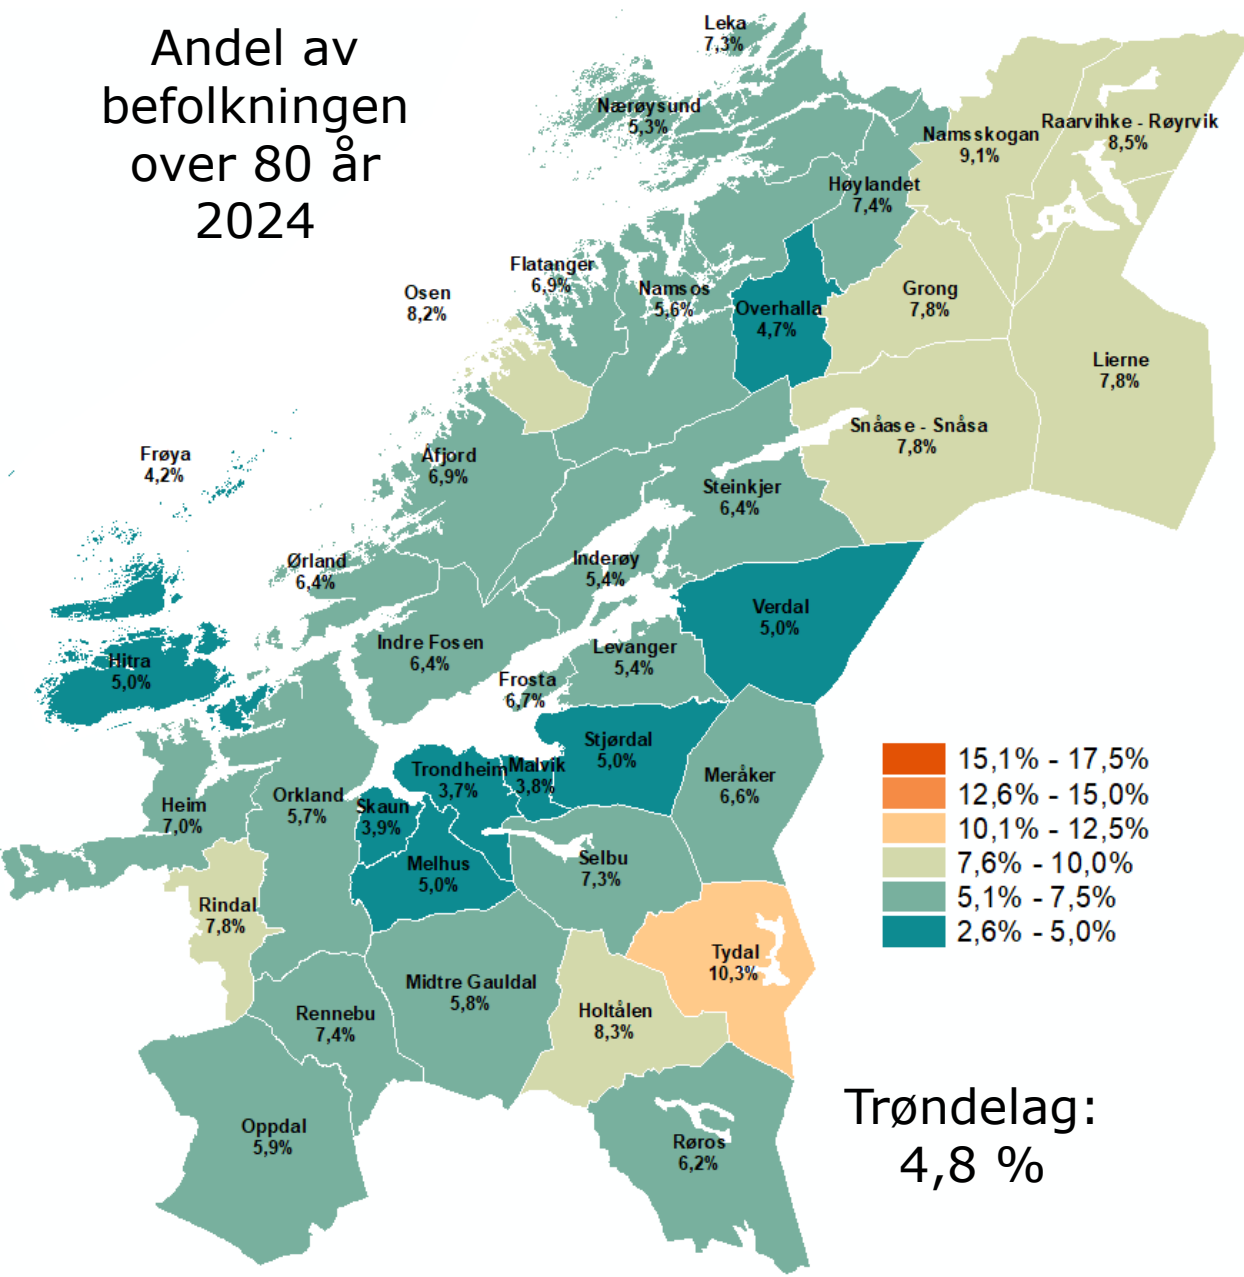 Andel av
befolkningen
over 80 år
2024
Leka
7,3%
Nærøysund
5,3%
Namsskogan
9,1%
Raarvihke - Røyrvik
8,5%
Høylandet
7,4%
Flatanger
6,9%
Osen
8,2%
Namsos
5,6%
Overhalla
4,7%
Grong
7,8%
Lierne
7,8%
Snåase - Snåsa
7,8%
Frøya
4,2%
Åfjord
6,9%
Steinkjer
6,4%
Ørland
6,4%
Inderøy
5,4%
Verdal
5,0%
Indre Fosen
6,4%
Levanger
5,4%
Hitra
5,0%
Frosta
6,7%
Stjørdal
5,0%
Trondheim
3,7%
Malvik
3,8%
Meråker
6,6%
Heim
7,0%
Orkland
5,7%
Skaun
3,9%
Melhus
5,0%
Selbu
7,3%
Rindal
7,8%
Tydal
10,3%
Midtre Gauldal
5,8%
Holtålen
8,3%
Rennebu
7,4%
Oppdal
5,9%
Røros
6,2%
15,1% - 17,5%
12,6% - 15,0%
10,1% - 12,5%
7,6% - 10,0%
5,1% - 7,5%
2,6% - 5,0%
Trøndelag:
4,8 %